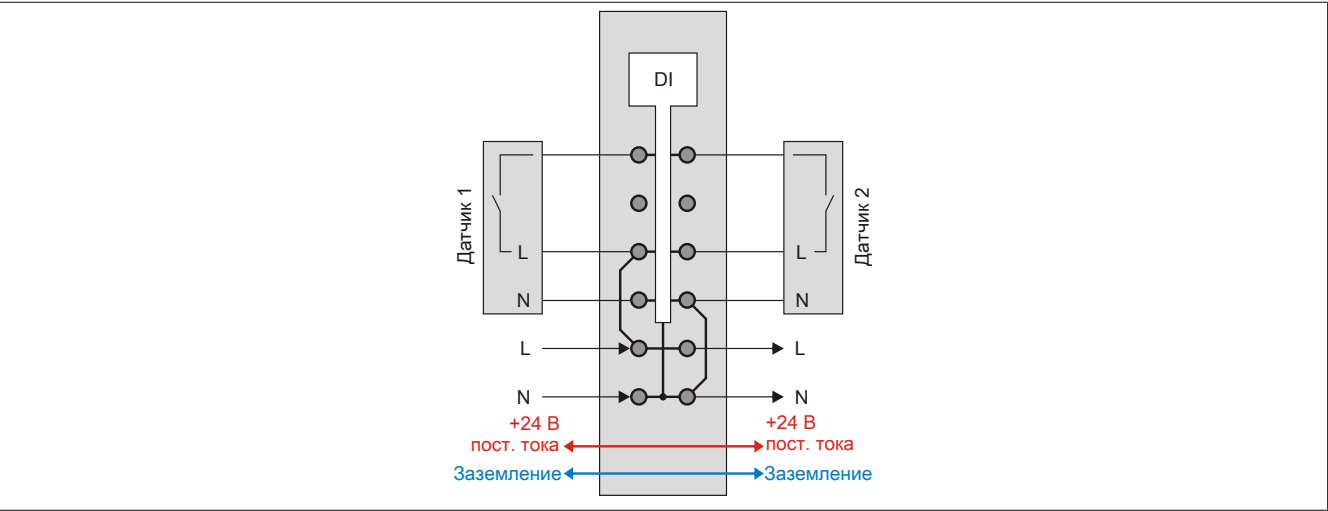 DI
Датчик 1
L
N
Датчик 2
L
N
L
L
N
N
+24 В
пост. тока
+24 В
пост. тока
Заземление
Заземление